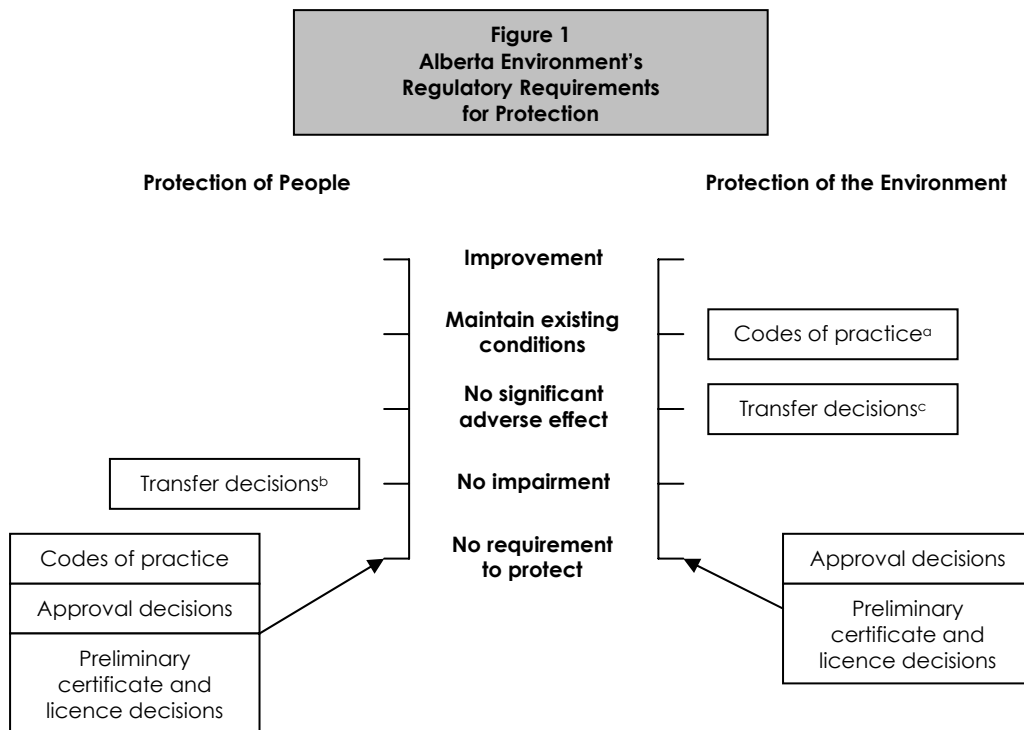 Figure 1
Alberta Environment's
Regulatory Requirements
for Protection
Protection of People
Protection of the Environment
Improvement
Maintain existing
conditions
Codes of practiceᵃ
No significant
adverse effect
Transfer decisionsᶜ
Transfer decisionsᵇ
No impairment
Codes of practice
Approval decisions
Preliminary
certificate and
licence decisions
No requirement
to protect
Approval decisions
Preliminary
certificate and
licence decisions